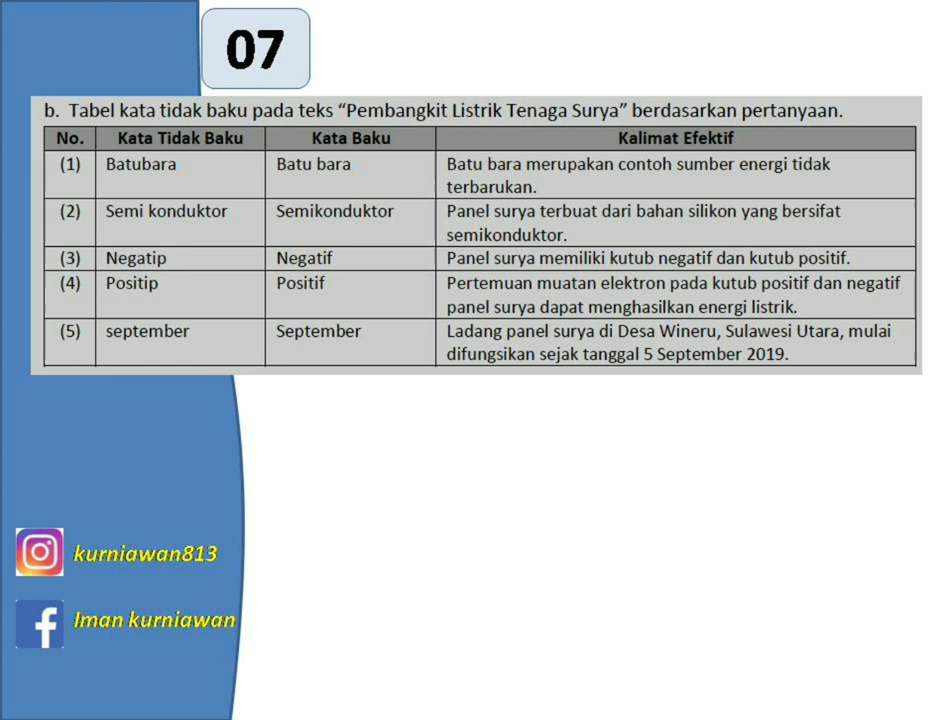 07
b. Tabel kata tidak baku pada teks “Pembangkit Listrik Tenaga Surya” berdasarkan pertanyaan.
No. Kata Tidak Baku Kata Baku Kalimat Efektif
(1) Batubara Batu bara Batu bara merupakan contoh sumber energi tidak
terbarukan.
(2) Semi konduktor Semikonduktor Panel surya terbuat dari bahan silikon yang bersifat
semikonduktor.
(3) Negatip Negatif Panel surya memiliki kutub negatif dan kutub positif.
(4) Positip Positif Pertemuan muatan elektron pada kutub positif dan negatif
panel surya dapat menghasilkan energi listrik.
(5) september September Ladang panel surya di Desa Wineru, Sulawesi Utara, mulai
difungsikan sejak tanggal 5 September 2019.
kurniawan813
Iman kurniawan